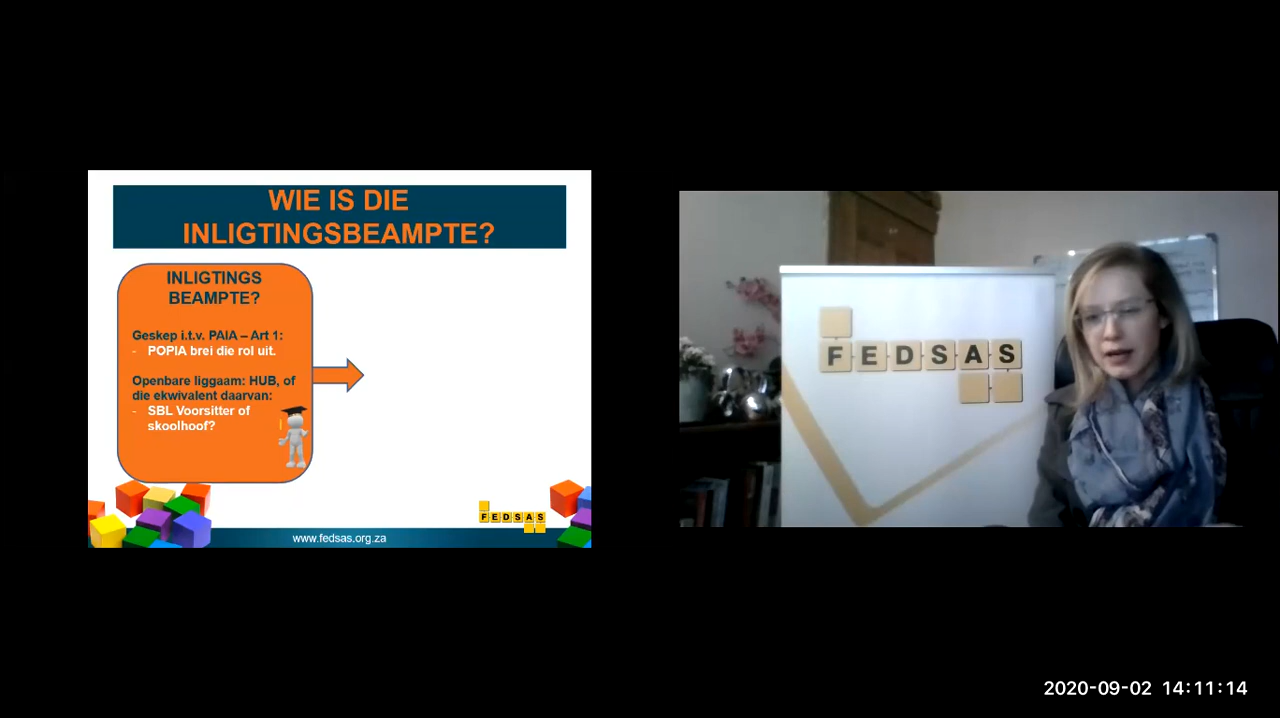 WIE IS DIE
INLIGTINGSBEAMPTE?
INLIGTINGS
BEAMPTE?
Geskep i.t.v. PAIA – Art 1:
- POPIA brei die rol uit.
Openbare liggaam: HUB, of
die ekwivalent daarvan:
- SBL Voorsitter of
skoolhoof?
FEDSAS
www.fedsas.org.za
FEDSAS
2020-09-02 14:11:14